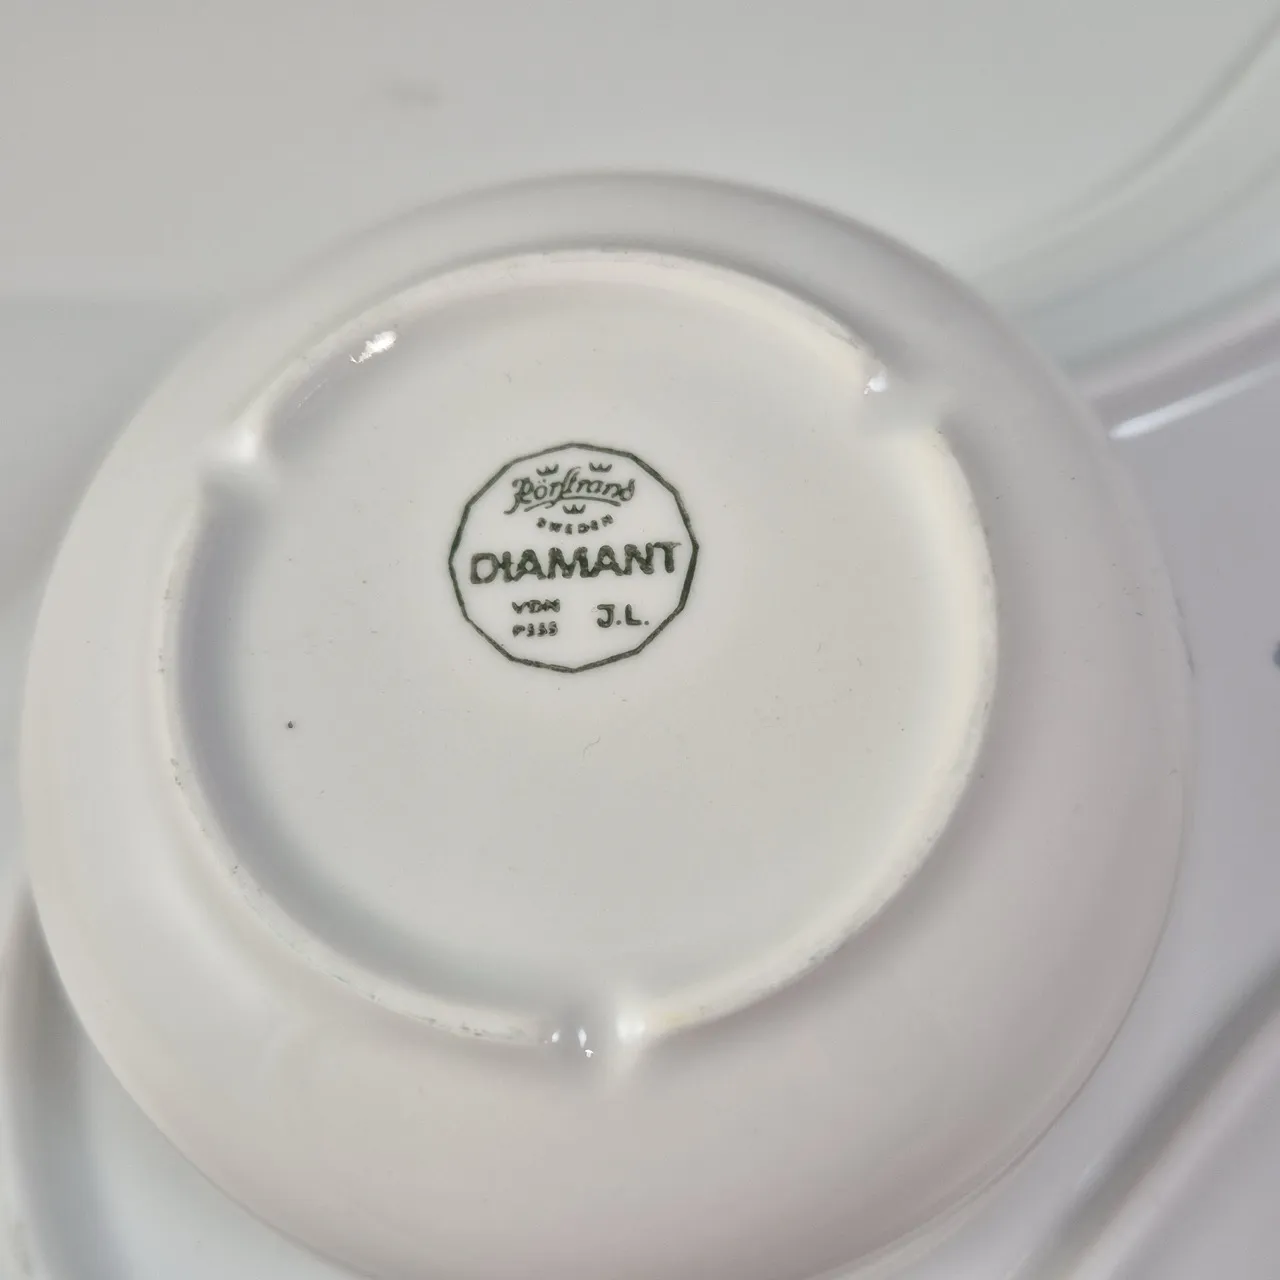 Rörstrand
SWEDEN
DIAMANT
VDN
J.L.